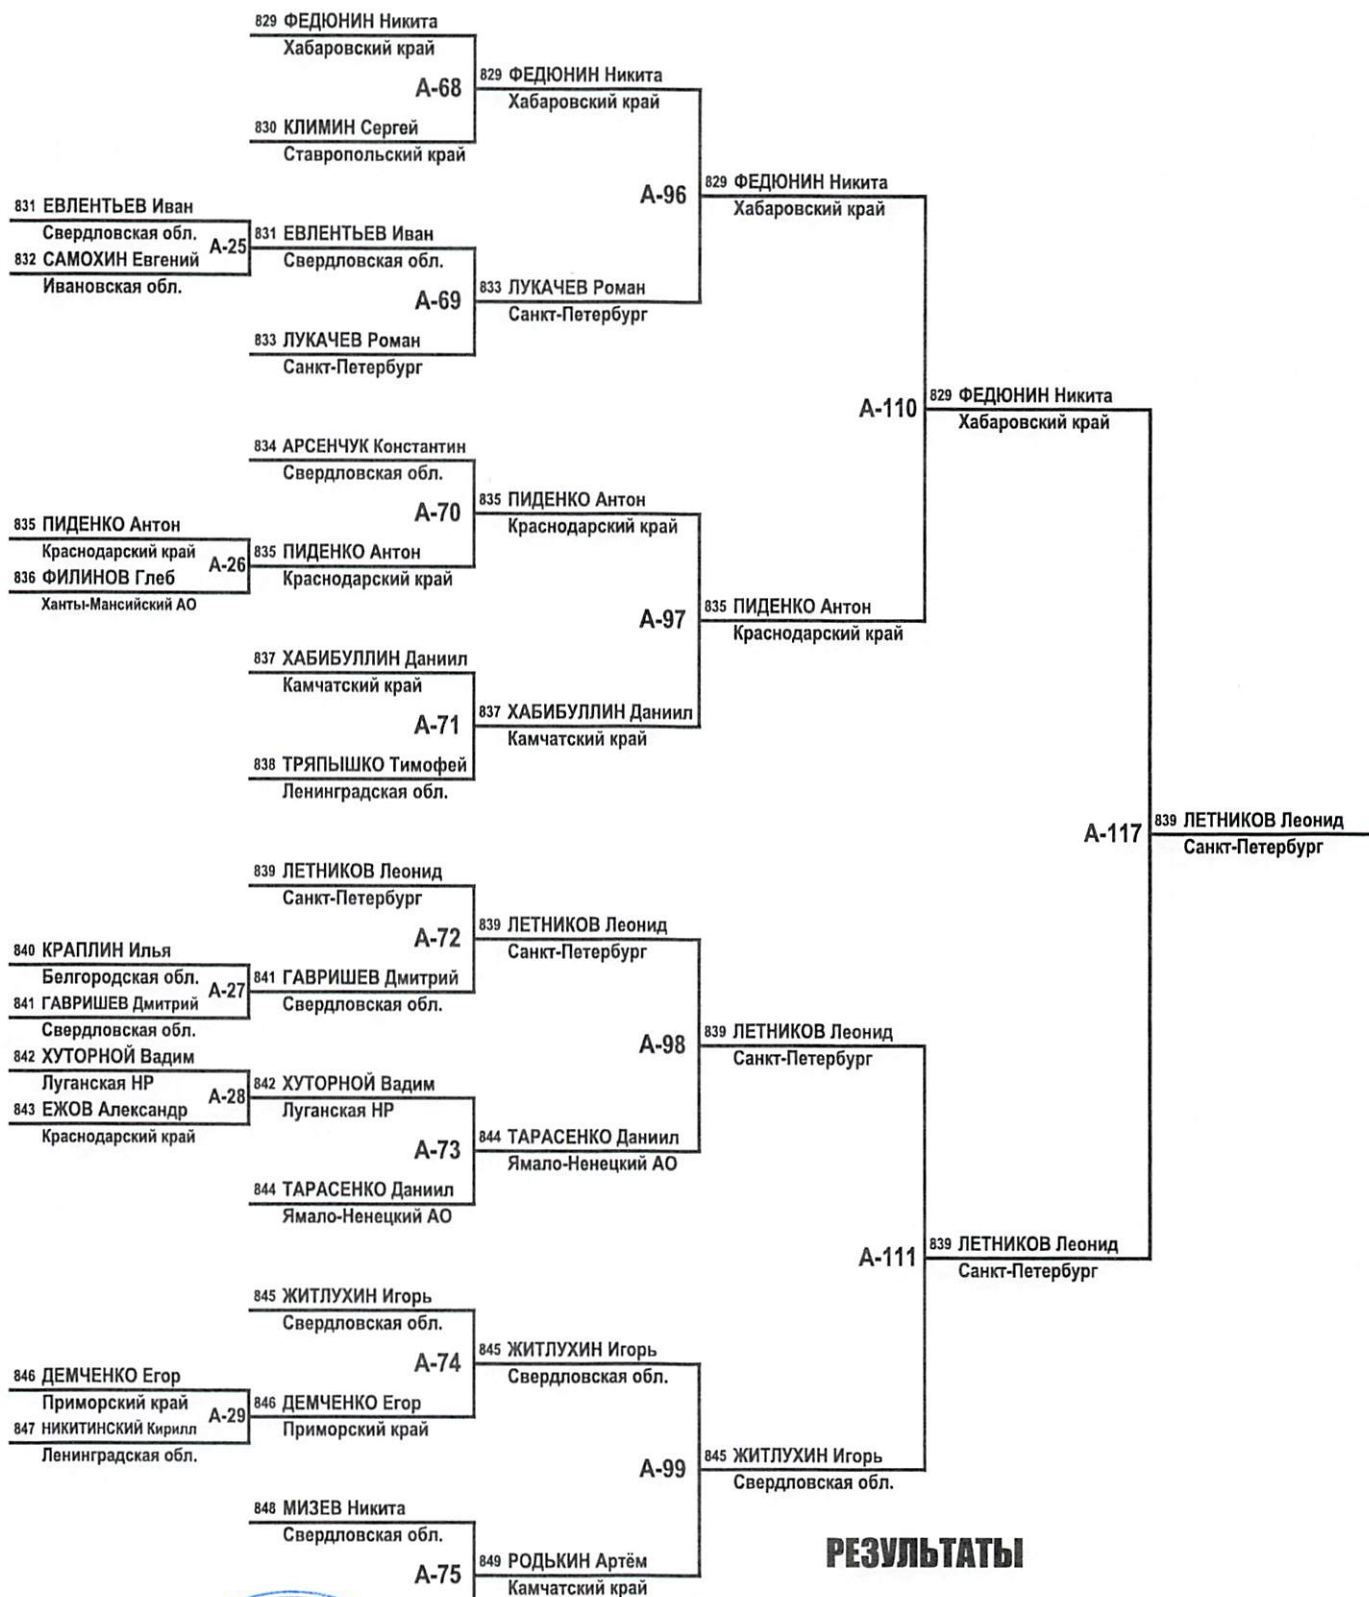 829 ФЕДЮНИН Никита
Хабаровский край
А-68
829 ФЕДЮНИН Никита
Хабаровский край
830 КЛИМИН Сергей
Ставропольский край
А-96
829 ФЕДЮНИН Никита
Хабаровский край
831 ЕВЛЕНТЬЕВ Иван
Свердловская обл.
А-25
832 САМОХИН Евгений
Ивановская обл.
831 ЕВЛЕНТЬЕВ Иван
Свердловская обл.
А-69
833 ЛУКАЧЕВ Роман
Санкт-Петербург
833 ЛУКАЧЕВ Роман
Санкт-Петербург
А-110
829 ФЕДЮНИН Никита
Хабаровский край
834 АРСЕНЧУК Константин
Свердловская обл.
А-70
835 ПИДЕНКО Антон
Краснодарский край
835 ПИДЕНКО Антон
Краснодарский край
А-26
836 ФИЛИНОВ Глеб
Ханты-Мансийский АО
835 ПИДЕНКО Антон
Краснодарский край
А-97
835 ПИДЕНКО Антон
Краснодарский край
837 ХАБИБУЛЛИН Даниил
Камчатский край
А-71
837 ХАБИБУЛЛИН Даниил
Камчатский край
838 ТРЯПЫШКО Тимофей
Ленинградская обл.
А-117
839 ЛЕТНИКОВ Леонид
Санкт-Петербург
839 ЛЕТНИКОВ Леонид
Санкт-Петербург
А-72
839 ЛЕТНИКОВ Леонид
Санкт-Петербург
840 КРАПЛИН Илья
Белгородская обл.
А-27
841 ГАВРИШЕВ Дмитрий
Свердловская обл.
841 ГАВРИШЕВ Дмитрий
Свердловская обл.
А-98
839 ЛЕТНИКОВ Леонид
Санкт-Петербург
842 ХУТОРНОЙ Вадим
Луганская НР
А-28
843 ЕЖОВ Александр
Краснодарский край
842 ХУТОРНОЙ Вадим
Луганская НР
А-73
844 ТАРАСЕНКО Даниил
Ямало-Ненецкий АО
844 ТАРАСЕНКО Даниил
Ямало-Ненецкий АО
А-111
839 ЛЕТНИКОВ Леонид
Санкт-Петербург
845 ЖИТЛУХИН Игорь
Свердловская обл.
А-74
845 ЖИТЛУХИН Игорь
Свердловская обл.
846 ДЕМЧЕНКО Егор
Приморский край
А-29
847 НИКИТИНСКИЙ Кирилл
Ленинградская обл.
846 ДЕМЧЕНКО Егор
Приморский край
А-99
845 ЖИТЛУХИН Игорь
Свердловская обл.
848 МИЗЕВ Никита
Свердловская обл.
А-75
849 РОДЬКИН Артём
Камчатский край
РЕЗУЛЬТАТЫ